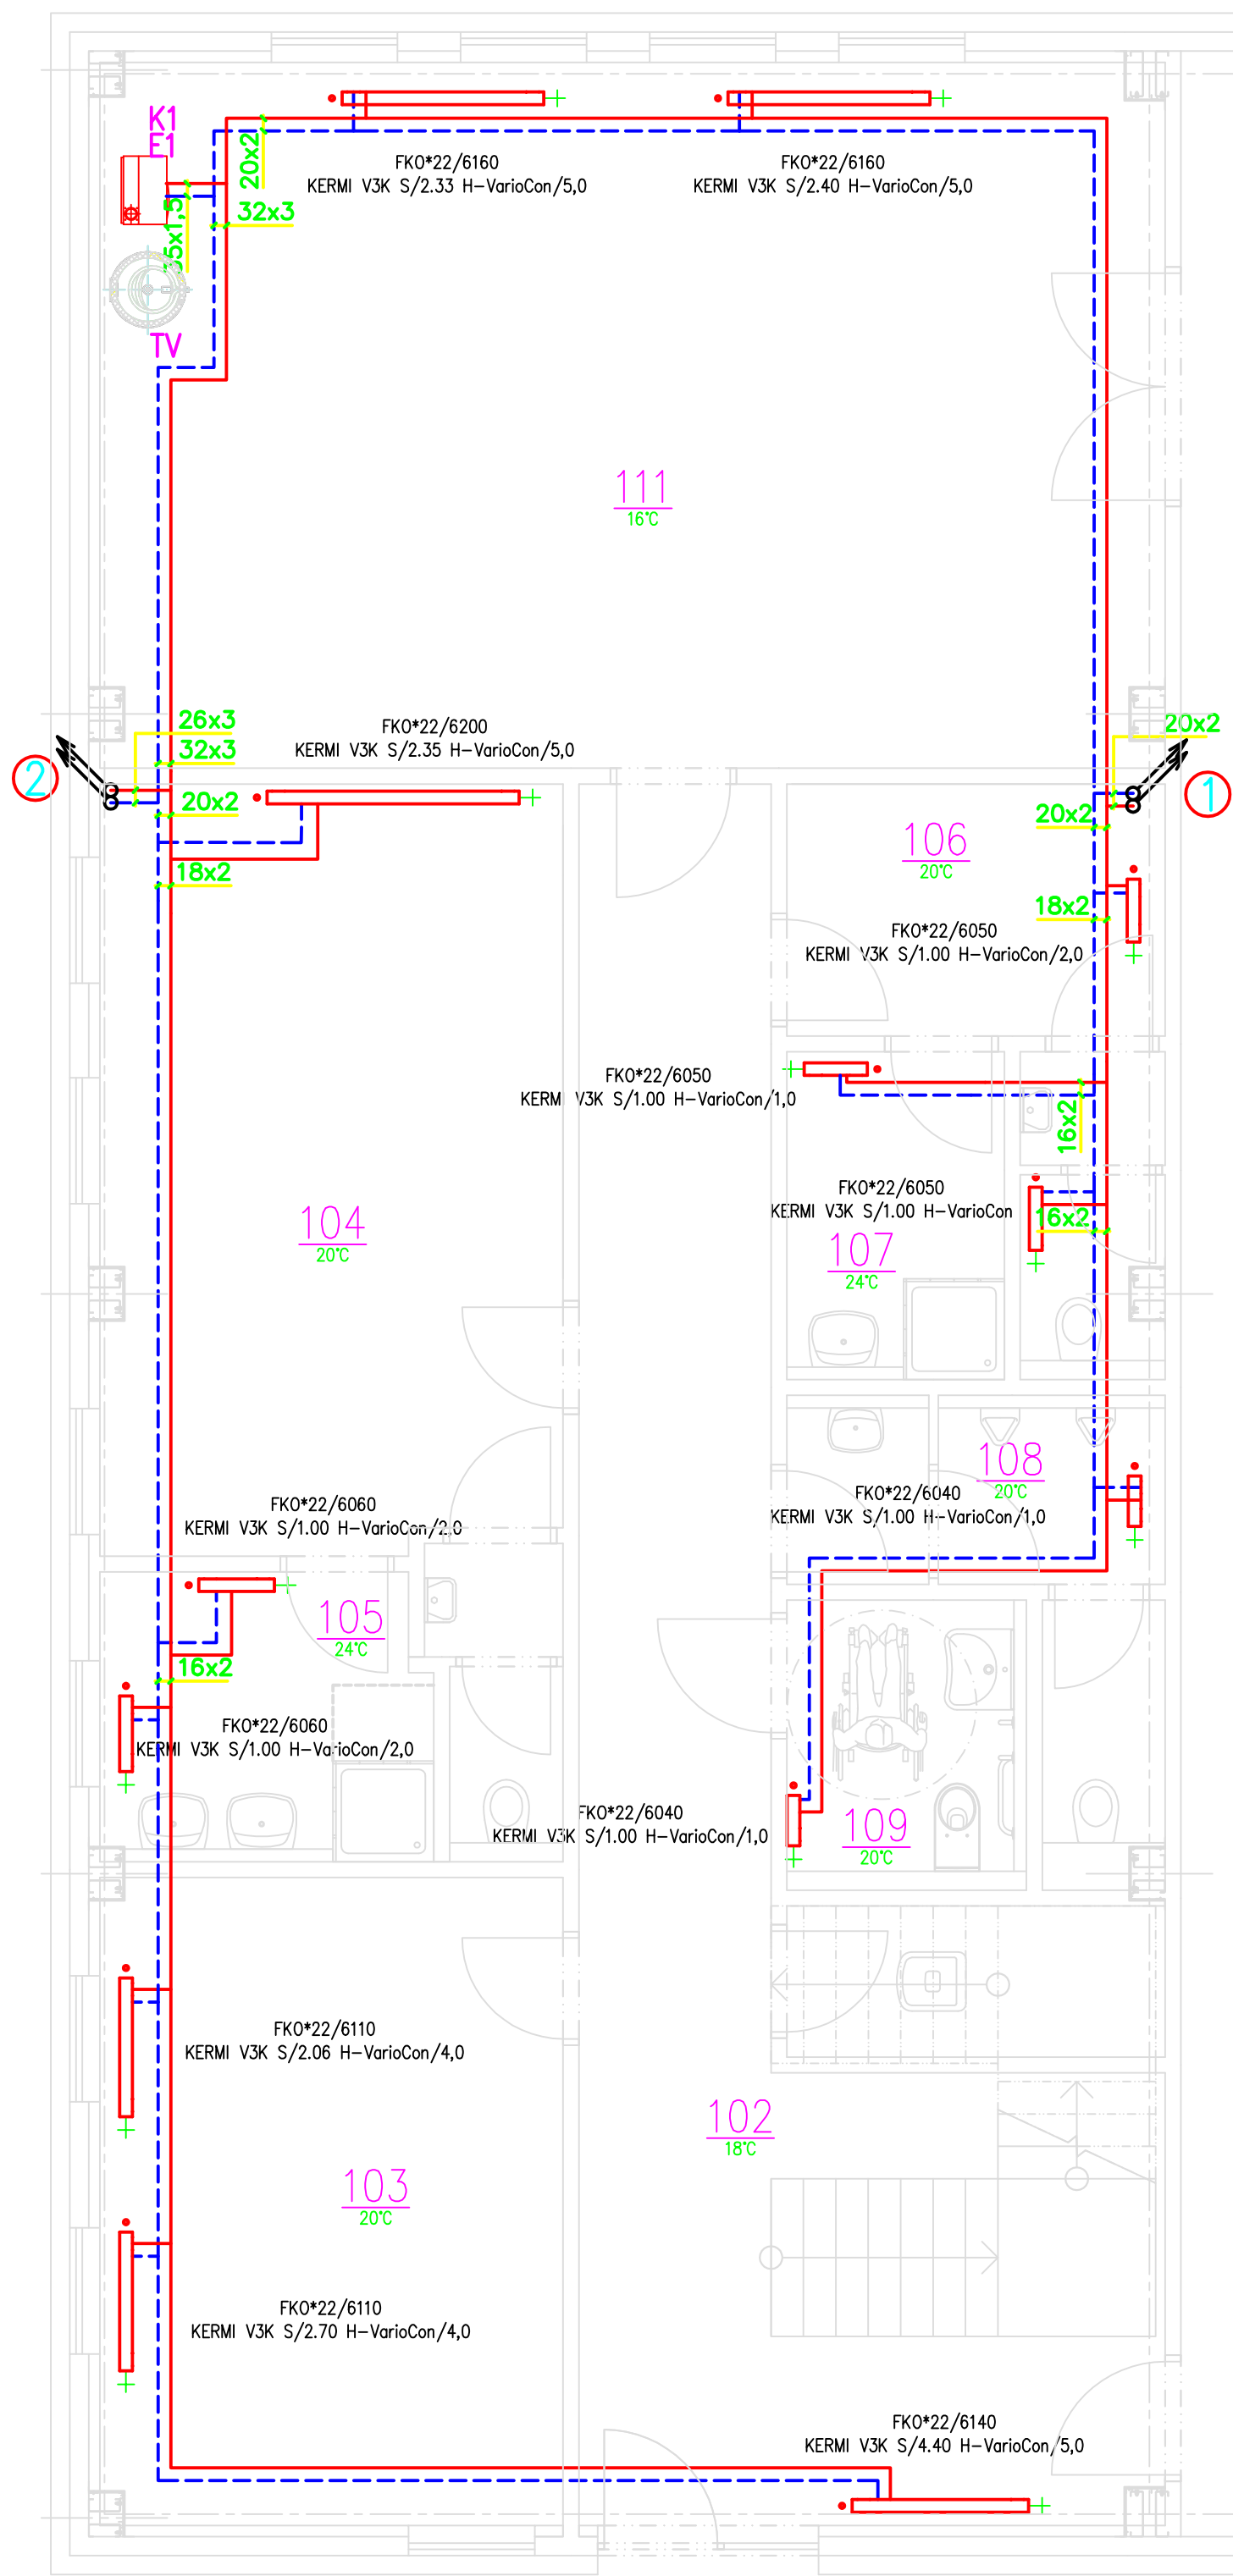 K1
E1
20x2
FKO*22/6160
KERMI V3K S/2.33 H-VarioCon/5,0
FKO*22/6160
KERMI V3K S/2.40 H-VarioCon/5,0
32x3
TV
111
16°C
26x3
32x3
20x2
18x2
2
FKO*22/6200
KERMI V3K S/2.35 H-VarioCon/5,0
20x2
1
20x2
106
20°C
18x2
FKO*22/6050
KERMI V3K S/1.00 H-VarioCon/2,0
FKO*22/6050
KERMI V3K S/1.00 H-VarioCon/1,0
16x2
FKO*22/6050
KERMI V3K S/1.00 H-VarioCon
16x2
104
20°C
107
24°C
108
20°C
FKO*22/6040
KERMI V3K S/1.00 H-VarioCon/1,0
FKO*22/6060
KERMI V3K S/1.00 H-VarioCon/2,0
105
24°C
16x2
FKO*22/6060
KERMI V3K S/1.00 H-VarioCon/2,0
FKO*22/6040
KERMI V3K S/1.00 H-VarioCon/1,0
109
20°C
FKO*22/6110
KERMI V3K S/2.06 H-VarioCon/4,0
102
18°C
103
20°C
FKO*22/6110
KERMI V3K S/2.70 H-VarioCon/4,0
FKO*22/6140
KERMI V3K S/4.40 H-VarioCon/5,0